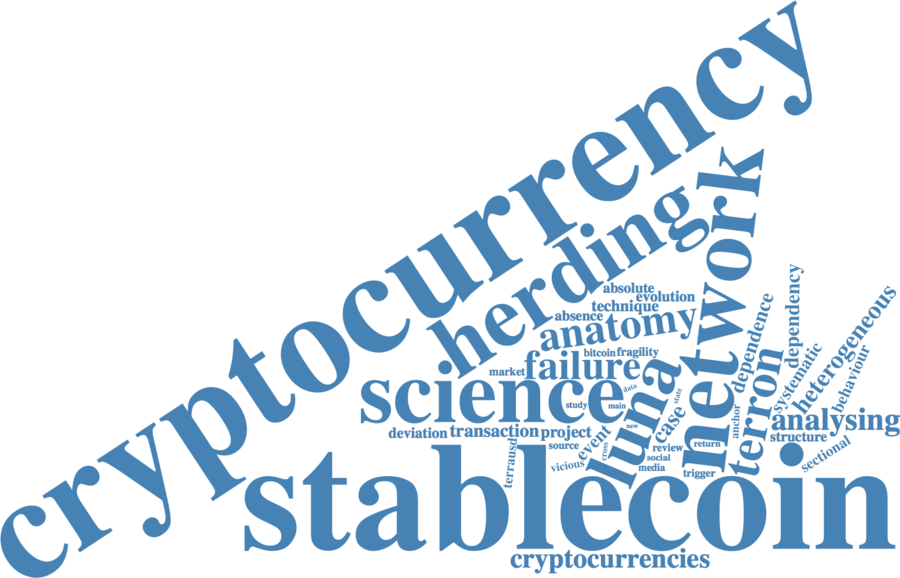 cryptocurrency
network
herding
absolute
evolution
technique
absence
anatomy
dependency
dependence
heterogeneous
bitcoin
fragility
failure
market
science
data
study
main
luna
state
case
new
systematic
behaviour
terron
anchor
analysing
structure
sectional
deviation
transaction
project
source
event
cross
vicious
terrausd
review
social
media
return
trigger
stablecoin
cryptocurrencies